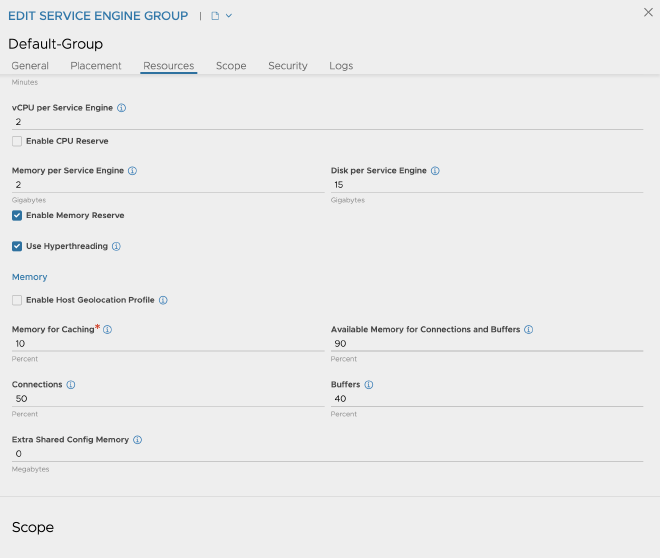 EDIT SERVICE ENGINE GROUP |
Default-Group
General Placement Resources Scope Security Logs
Minutes
vCPU per Service Engine
2
Enable CPU Reserve
Memory per Service Engine Disk per Service Engine
2 15
Gigabytes Gigabytes
Enable Memory Reserve
Use Hyperthreading
Memory
Enable Host Geolocation Profile
Memory for Caching* Available Memory for Connections and Buffers
10 90
Percent Percent
Connections Buffers
50 40
Percent Percent
Extra Shared Config Memory
0
Megabytes
Scope